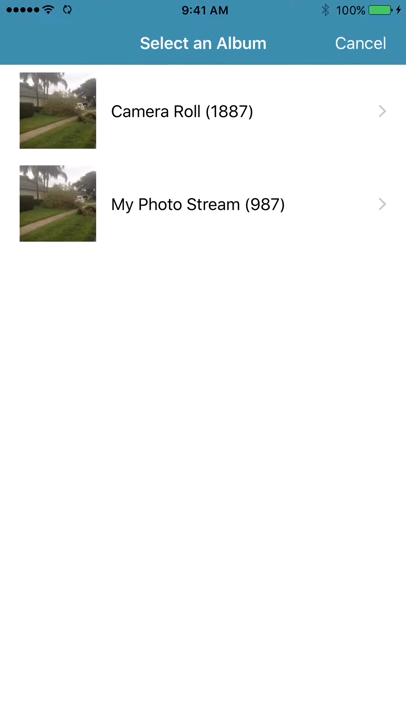 9:41 AM
100%
Select an Album
Cancel
Camera Roll (1887)
My Photo Stream (987)